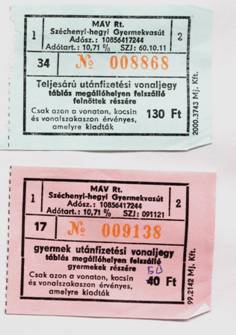 MÁV Rt.
Széchenyi-hegyi Gyermekvasút
Adósz.: 10856417244
Adótart.: 10,71 % SZJ: 60.10.11
1
2
34
№ 008868
Teljesárú utánfizetési vonaljegy
táblás megállóhelyen felszálló
felnőttek részére
Csak azon a vonaton, kocsin
és vonalszakaszon érvényes,
amelyre kiadták
130 Ft
2000.3743 Mj. Kft.
MÁV Rt.
Széchenyi-hegyi Gyermekvasút
Adósz.: 10856417244
Adótart.: 10,71 % SZJ: 091121
1
2
17
№ 009138
gyermek utánfizetési vonaljegy
táblás megállóhelyen felszálló
gyermekek részére
Csak azon a vonaton, kocsin
és vonalszakaszon érvényes,
amelyre kiadták
50
40 Ft
99.2142 Mj. Kft.